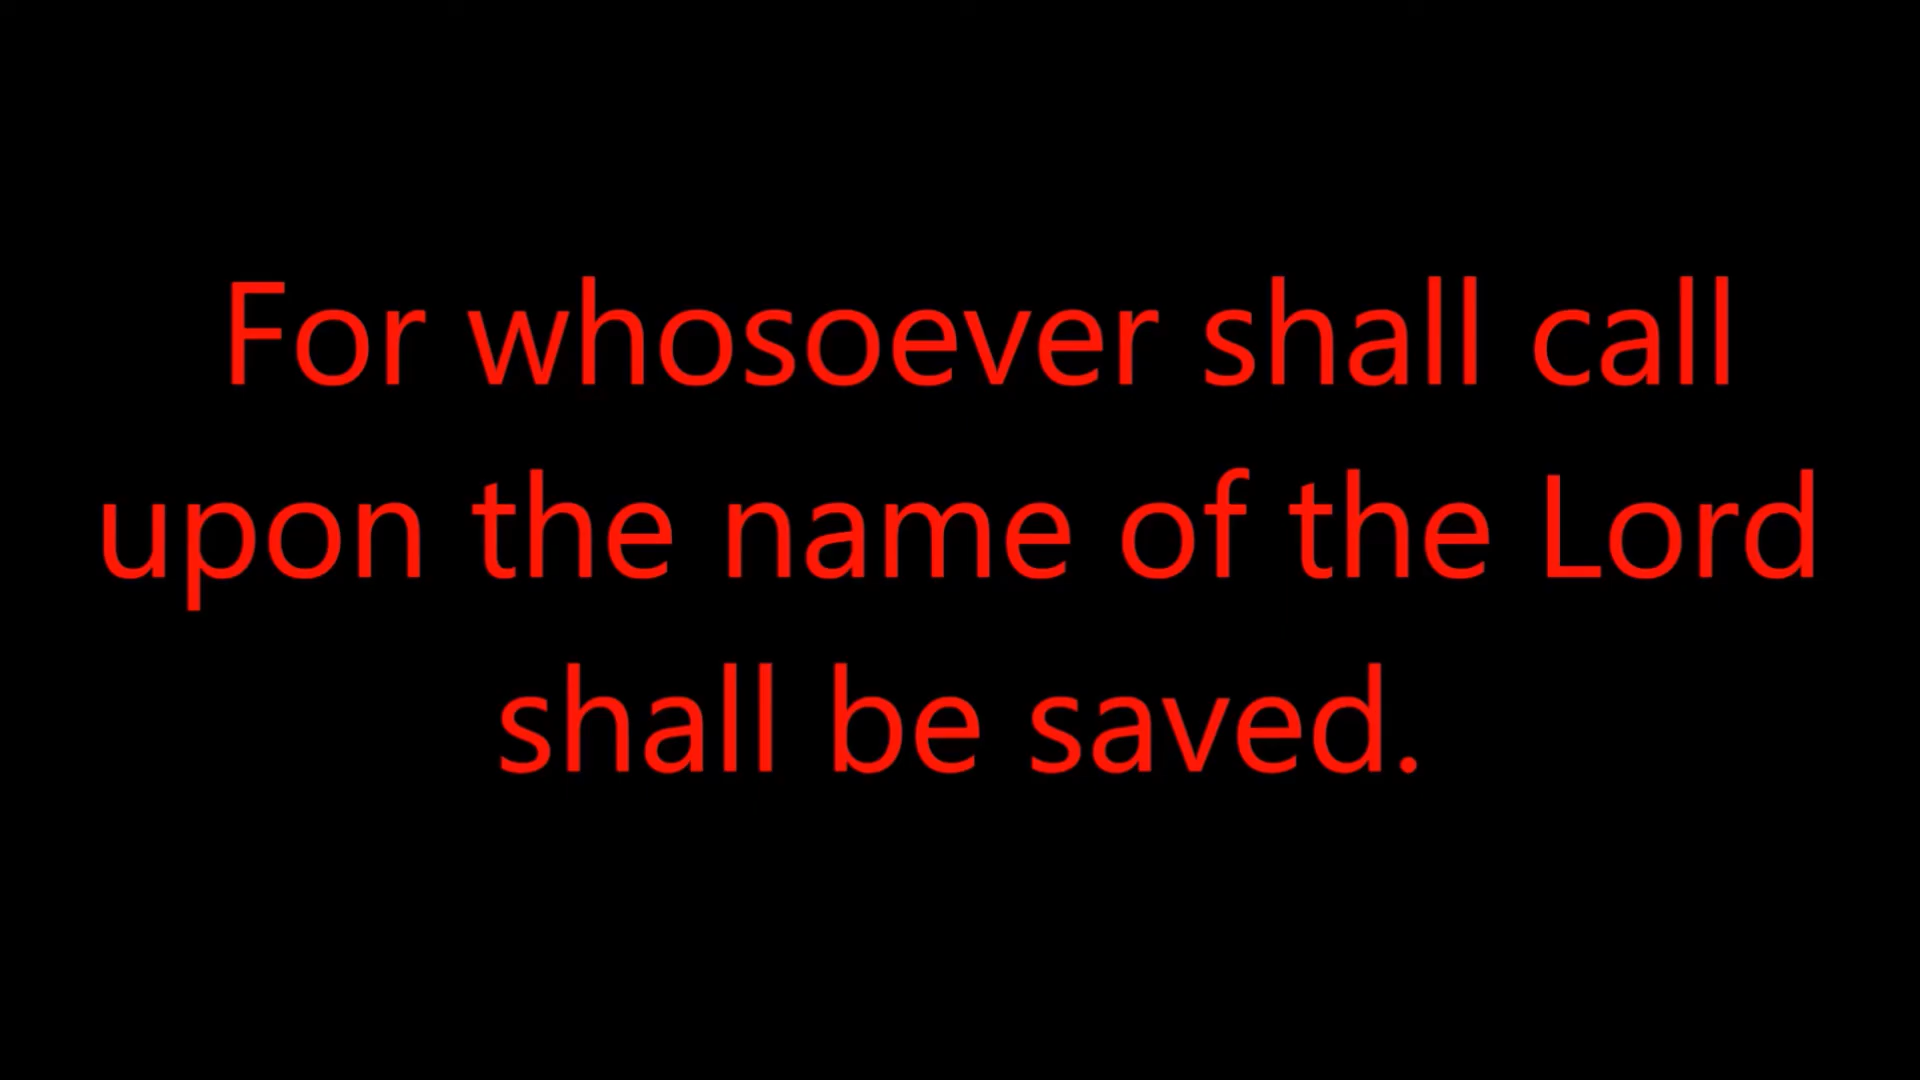 For whosoever shall call
upon the name of the Lord
shall be saved.